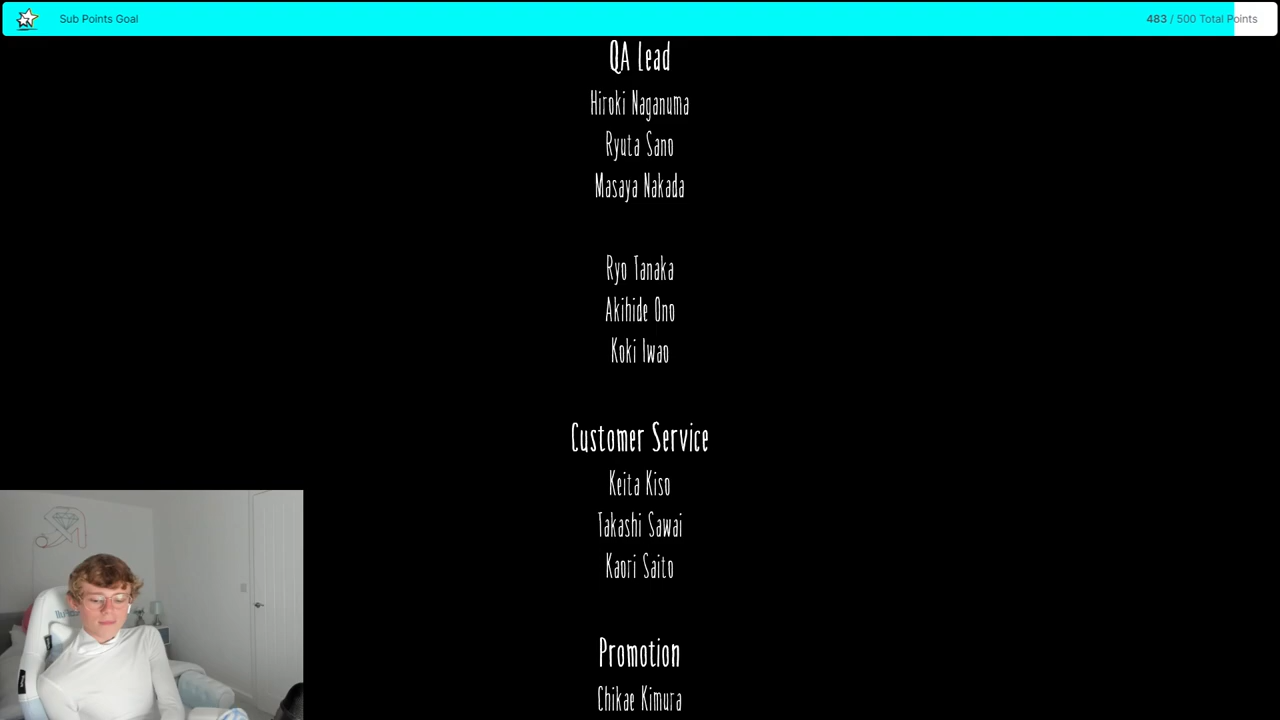 Sub Points Goal
483 / 500 Total Points
QA Lead
Hiroki Naganuma
Ryuta Sano
Masaya Nakada
Ryo Tanaka
Akihide Ono
Koki Iwao
Customer Service
Keita Kiso
Takashi Sawai
Kaori Saito
Promotion
Chikae Kimura